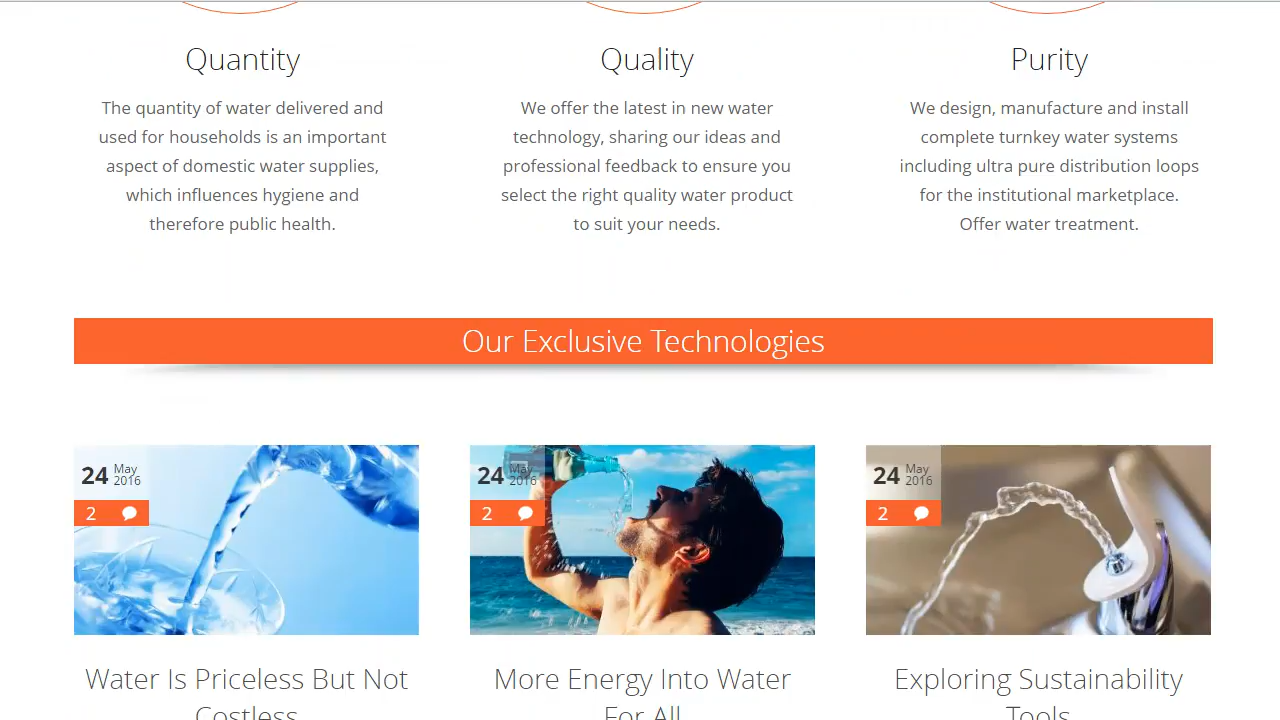 Quantity
The quantity of water delivered and
used for households is an important
aspect of domestic water supplies,
which influences hygiene and
therefore public health.
Quality
We offer the latest in new water
technology, sharing our ideas and
professional feedback to ensure you
select the right quality water product
to suit your needs.
Purity
We design, manufacture and install
complete turnkey water systems
including ultra pure distribution loops
for the institutional marketplace.
Offer water treatment.
Our Exclusive Technologies
24 May
2016
2
Water Is Priceless But Not
Costless
24 May
2016
2
More Energy Into Water
For All
24 May
2016
2
Exploring Sustainability
Tools